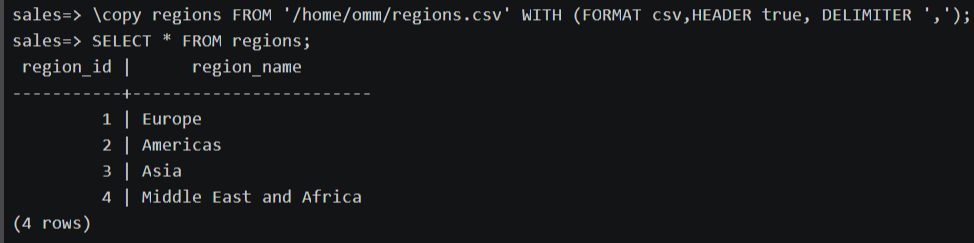 sales=> \copy regions FROM '/home/omm/regions.csv' WITH (FORMAT csv,HEADER true, DELIMITER ',');
sales=> SELECT * FROM regions;
 region_id |      region_name
-----------+------------------------
         1 | Europe
         2 | Americas
         3 | Asia
         4 | Middle East and Africa
(4 rows)